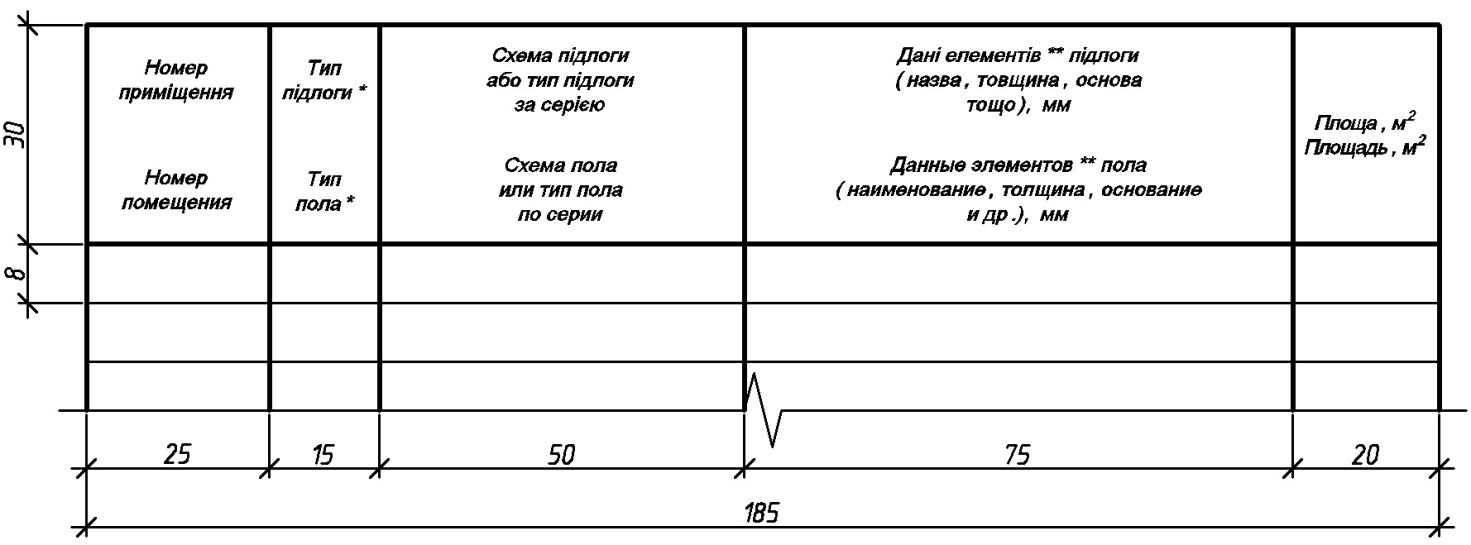 Номер
приміщення
Номер
помещения
Тип
підлоги *
Тип
пола *
Схема підлоги
або тип підлоги
за серією
Схема пола
или тип пола
по серии
Дані елементів ** підлоги
( назва , товщина , основа
тощо ), мм
Данные элементов ** пола
( наименование , толщина , основание
и др .), мм
Площа , м²
Площадь , м²
30
8
25
15
50
75
20
185